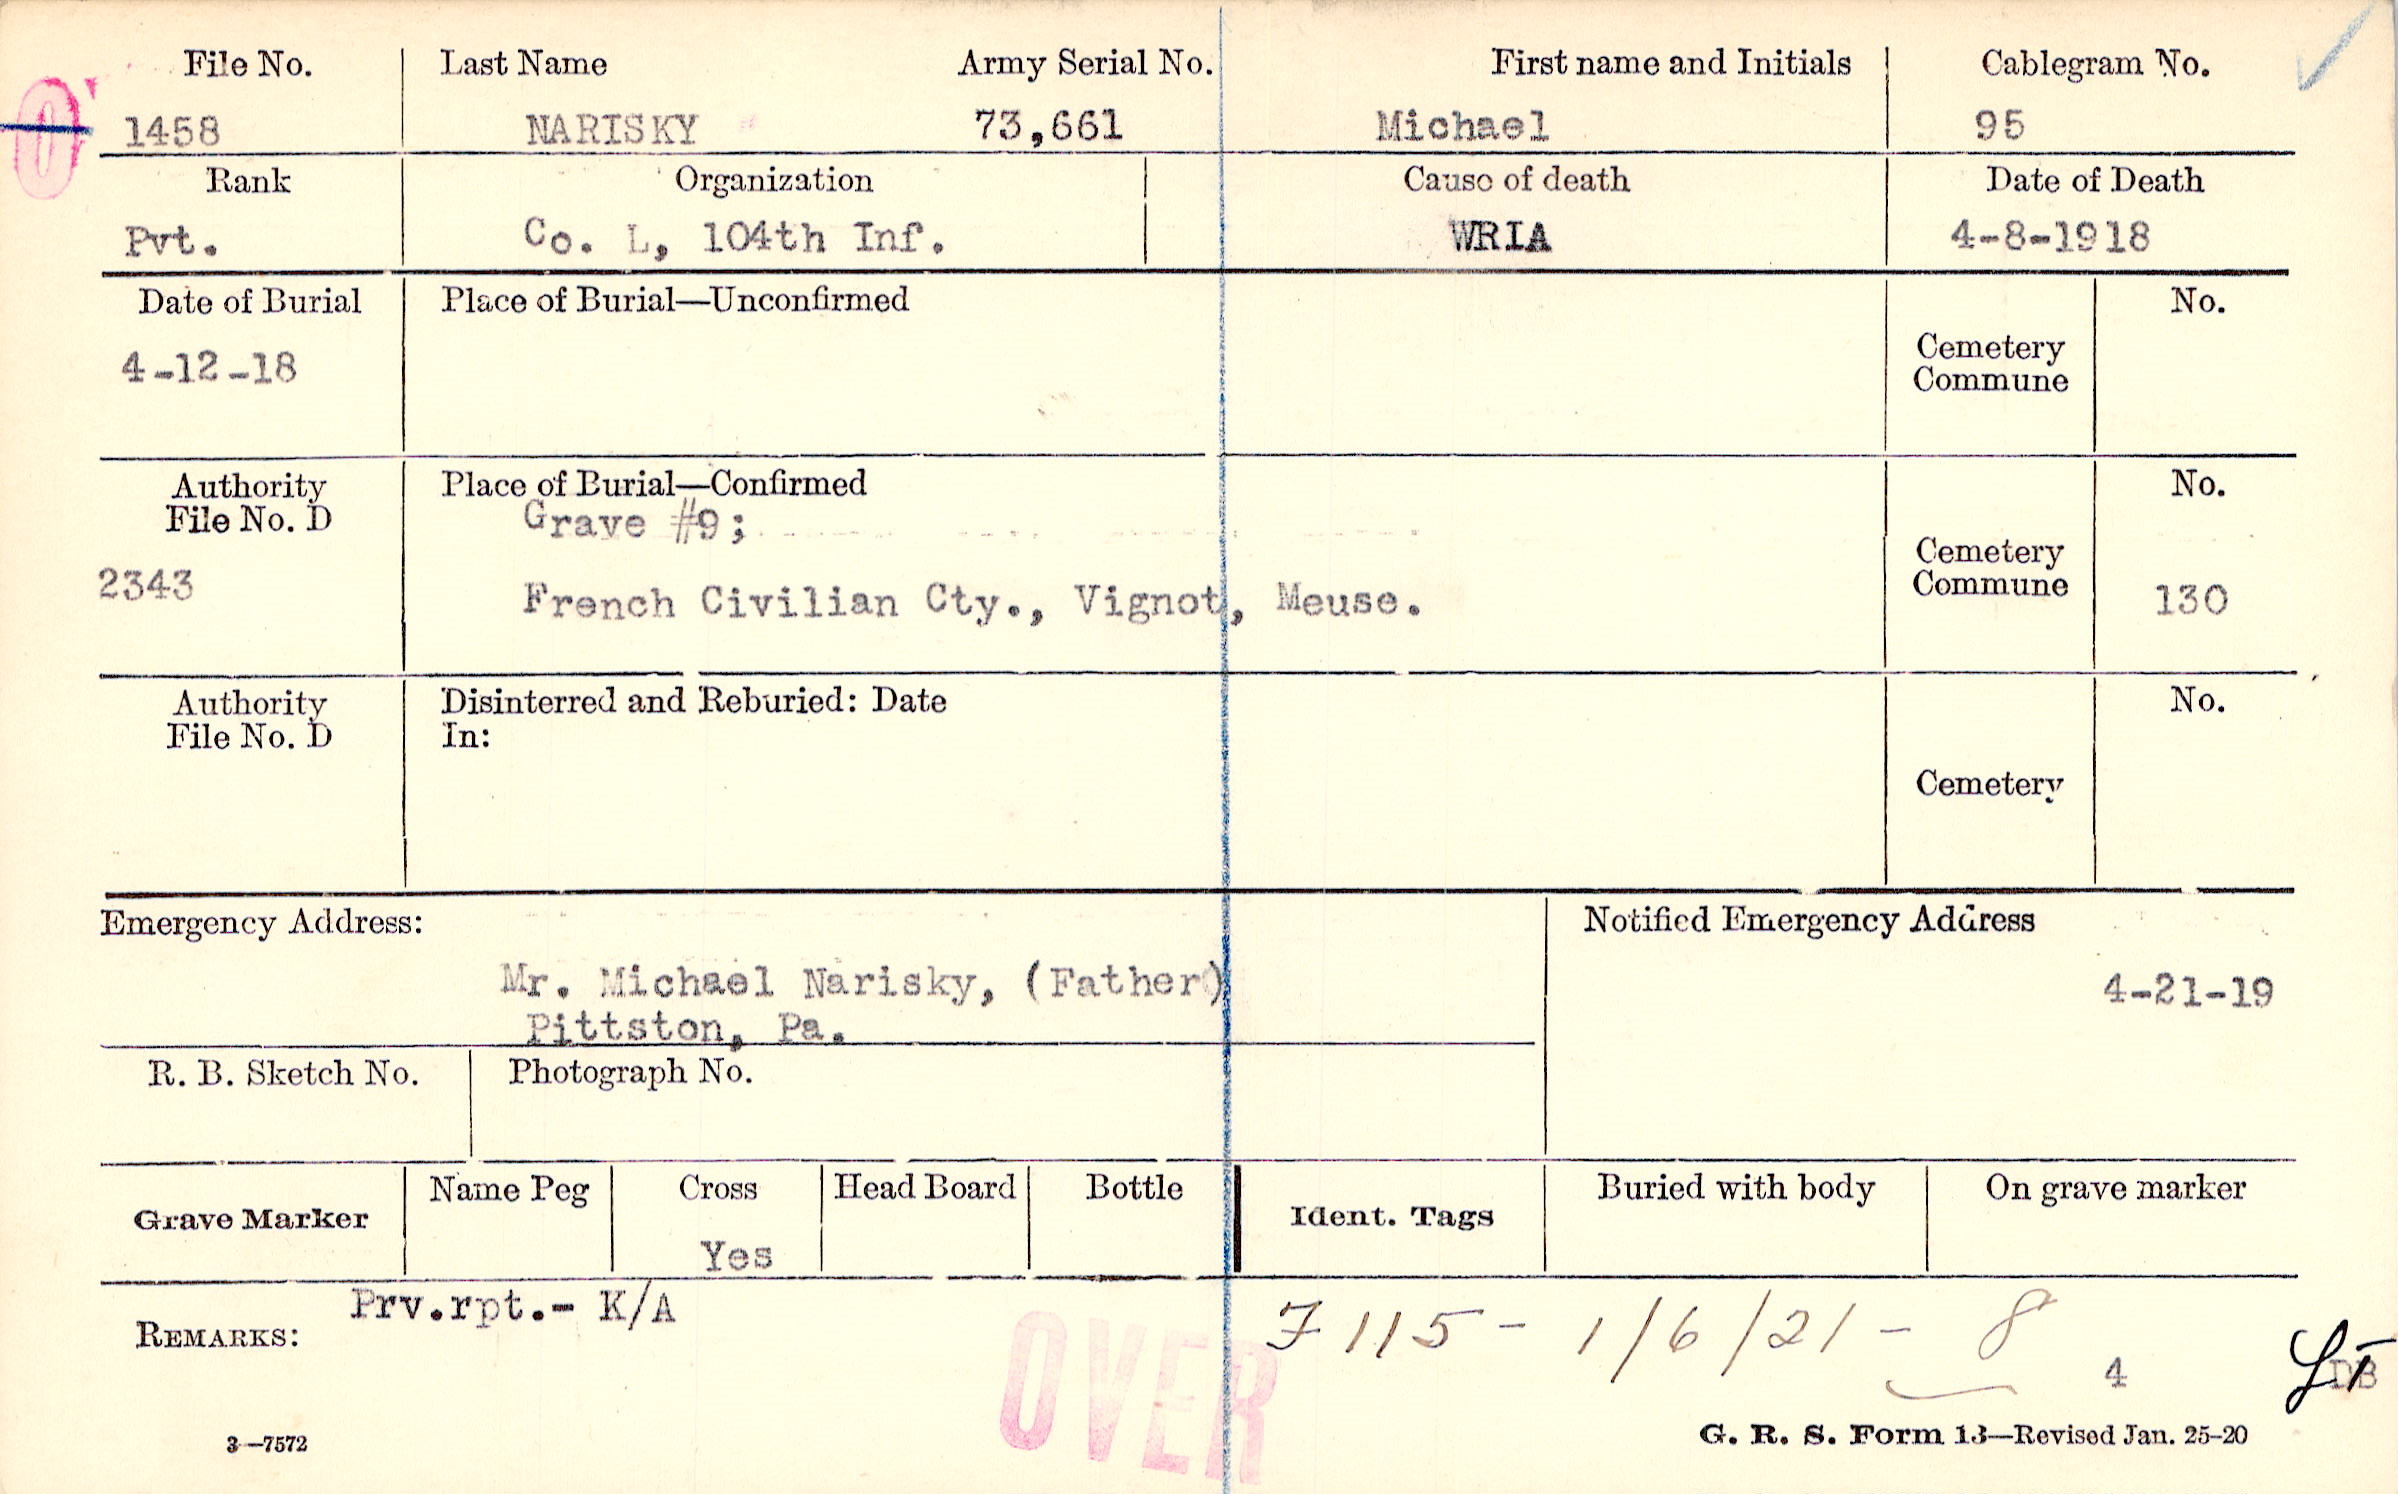 File No. Last Name Army Serial No. First name and Initials Cablegram No.
O 1458 NARISKY 73,661 Michael 95
Rank Organization Cause of death Date of Death
Pvt. Co. L, 104th Inf. WRIA 4-8-1918
Date of Burial Place of Burial—Unconfirmed No.
4-12-18
Cemetery
Commune
Authority Place of Burial—Confirmed No.
File No. D Grave #9;
Cemetery
Commune
2343 French Civilian Cty., Vignot, Meuse. 130
Authority Disinterred and Reburied: Date No.
File No. D In:
Cemetery
Emergency Address: Notified Emergency Address
Mr. Michael Narisky, (Father) 4-21-19
Pittston, Pa.
R. B. Sketch No. Photograph No.
Grave Marker Name Peg Cross Head Board Bottle Ident. Tags Buried with body On grave marker
Yes
Prv.rpt.- K/A
REMARKS: F 115 - 1/6/21 - 8
OVER
4 DB
3—7572 G. R. S. Form 13—Revised Jan. 25-20